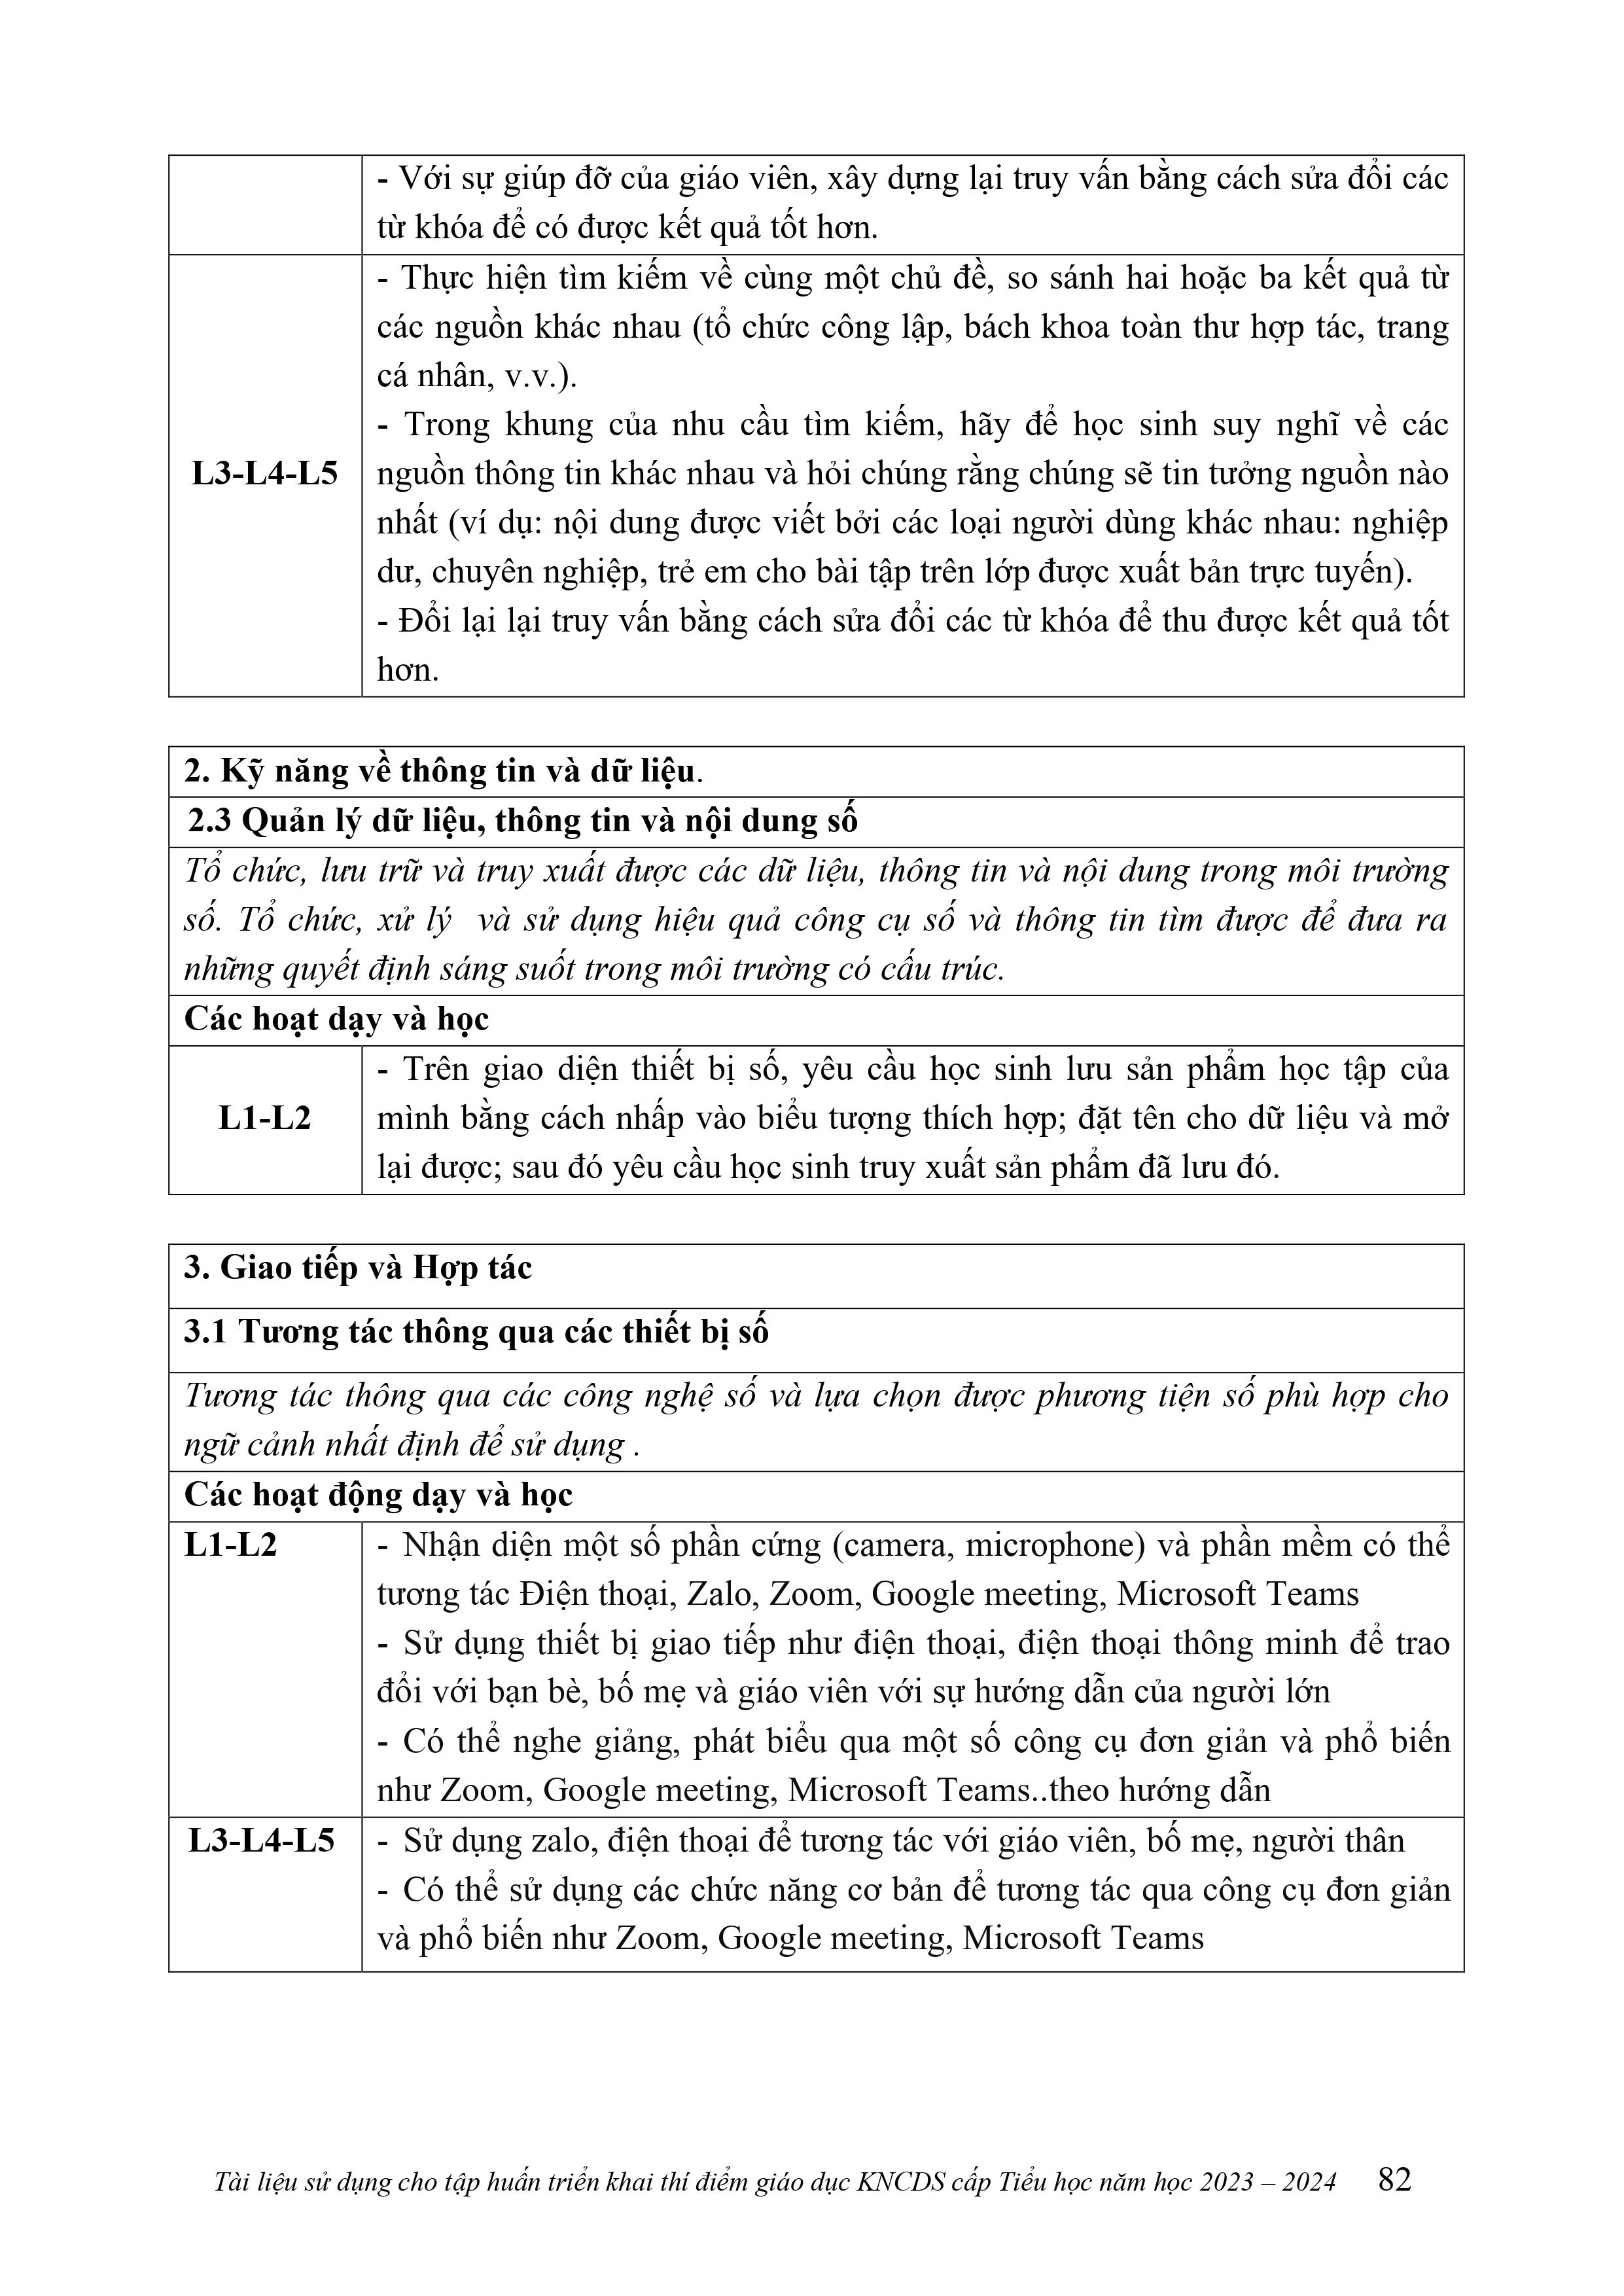 - Với sự giúp đỡ của giáo viên, xây dựng lại truy vấn bằng cách sửa đổi các
từ khóa để có được kết quả tốt hơn.
L3-L4-L5
- Thực hiện tìm kiếm về cùng một chủ đề, so sánh hai hoặc ba kết quả từ
các nguồn khác nhau (tổ chức công lập, bách khoa toàn thư hợp tác, trang
cá nhân, v.v.).
- Trong khung của nhu cầu tìm kiếm, hãy để học sinh suy nghĩ về các
nguồn thông tin khác nhau và hỏi chúng rằng chúng sẽ tin tưởng nguồn nào
nhất (ví dụ: nội dung được viết bởi các loại người dùng khác nhau: nghiệp
dư, chuyên nghiệp, trẻ em cho bài tập trên lớp được xuất bản trực tuyến).
- Đổi lại lại truy vấn bằng cách sửa đổi các từ khóa để thu được kết quả tốt
hơn.
2. Kỹ năng về thông tin và dữ liệu.
2.3 Quản lý dữ liệu, thông tin và nội dung số
Tổ chức, lưu trữ và truy xuất được các dữ liệu, thông tin và nội dung trong môi trường
số. Tổ chức, xử lý và sử dụng hiệu quả công cụ số và thông tin tìm được để đưa ra
những quyết định sáng suốt trong môi trường có cấu trúc.
Các hoạt dạy và học
L1-L2
- Trên giao diện thiết bị số, yêu cầu học sinh lưu sản phẩm học tập của
mình bằng cách nhấp vào biểu tượng thích hợp; đặt tên cho dữ liệu và mở
lại được; sau đó yêu cầu học sinh truy xuất sản phẩm đã lưu đó.
3. Giao tiếp và Hợp tác
3.1 Tương tác thông qua các thiết bị số
Tương tác thông qua các công nghệ số và lựa chọn được phương tiện số phù hợp cho
ngữ cảnh nhất định để sử dụng .
Các hoạt động dạy và học
L1-L2
- Nhận diện một số phần cứng (camera, microphone) và phần mềm có thể
tương tác Điện thoại, Zalo, Zoom, Google meeting, Microsoft Teams
- Sử dụng thiết bị giao tiếp như điện thoại, điện thoại thông minh để trao
đổi với bạn bè, bố mẹ và giáo viên với sự hướng dẫn của người lớn
- Có thể nghe giảng, phát biểu qua một số công cụ đơn giản và phổ biến
như Zoom, Google meeting, Microsoft Teams..theo hướng dẫn
L3-L4-L5
- Sử dụng zalo, điện thoại để tương tác với giáo viên, bố mẹ, người thân
- Có thể sử dụng các chức năng cơ bản để tương tác qua công cụ đơn giản
và phổ biến như Zoom, Google meeting, Microsoft Teams
Tài liệu sử dụng cho tập huấn triển khai thí điểm giáo dục KNCDS cấp Tiểu học năm học 2023 – 2024 82